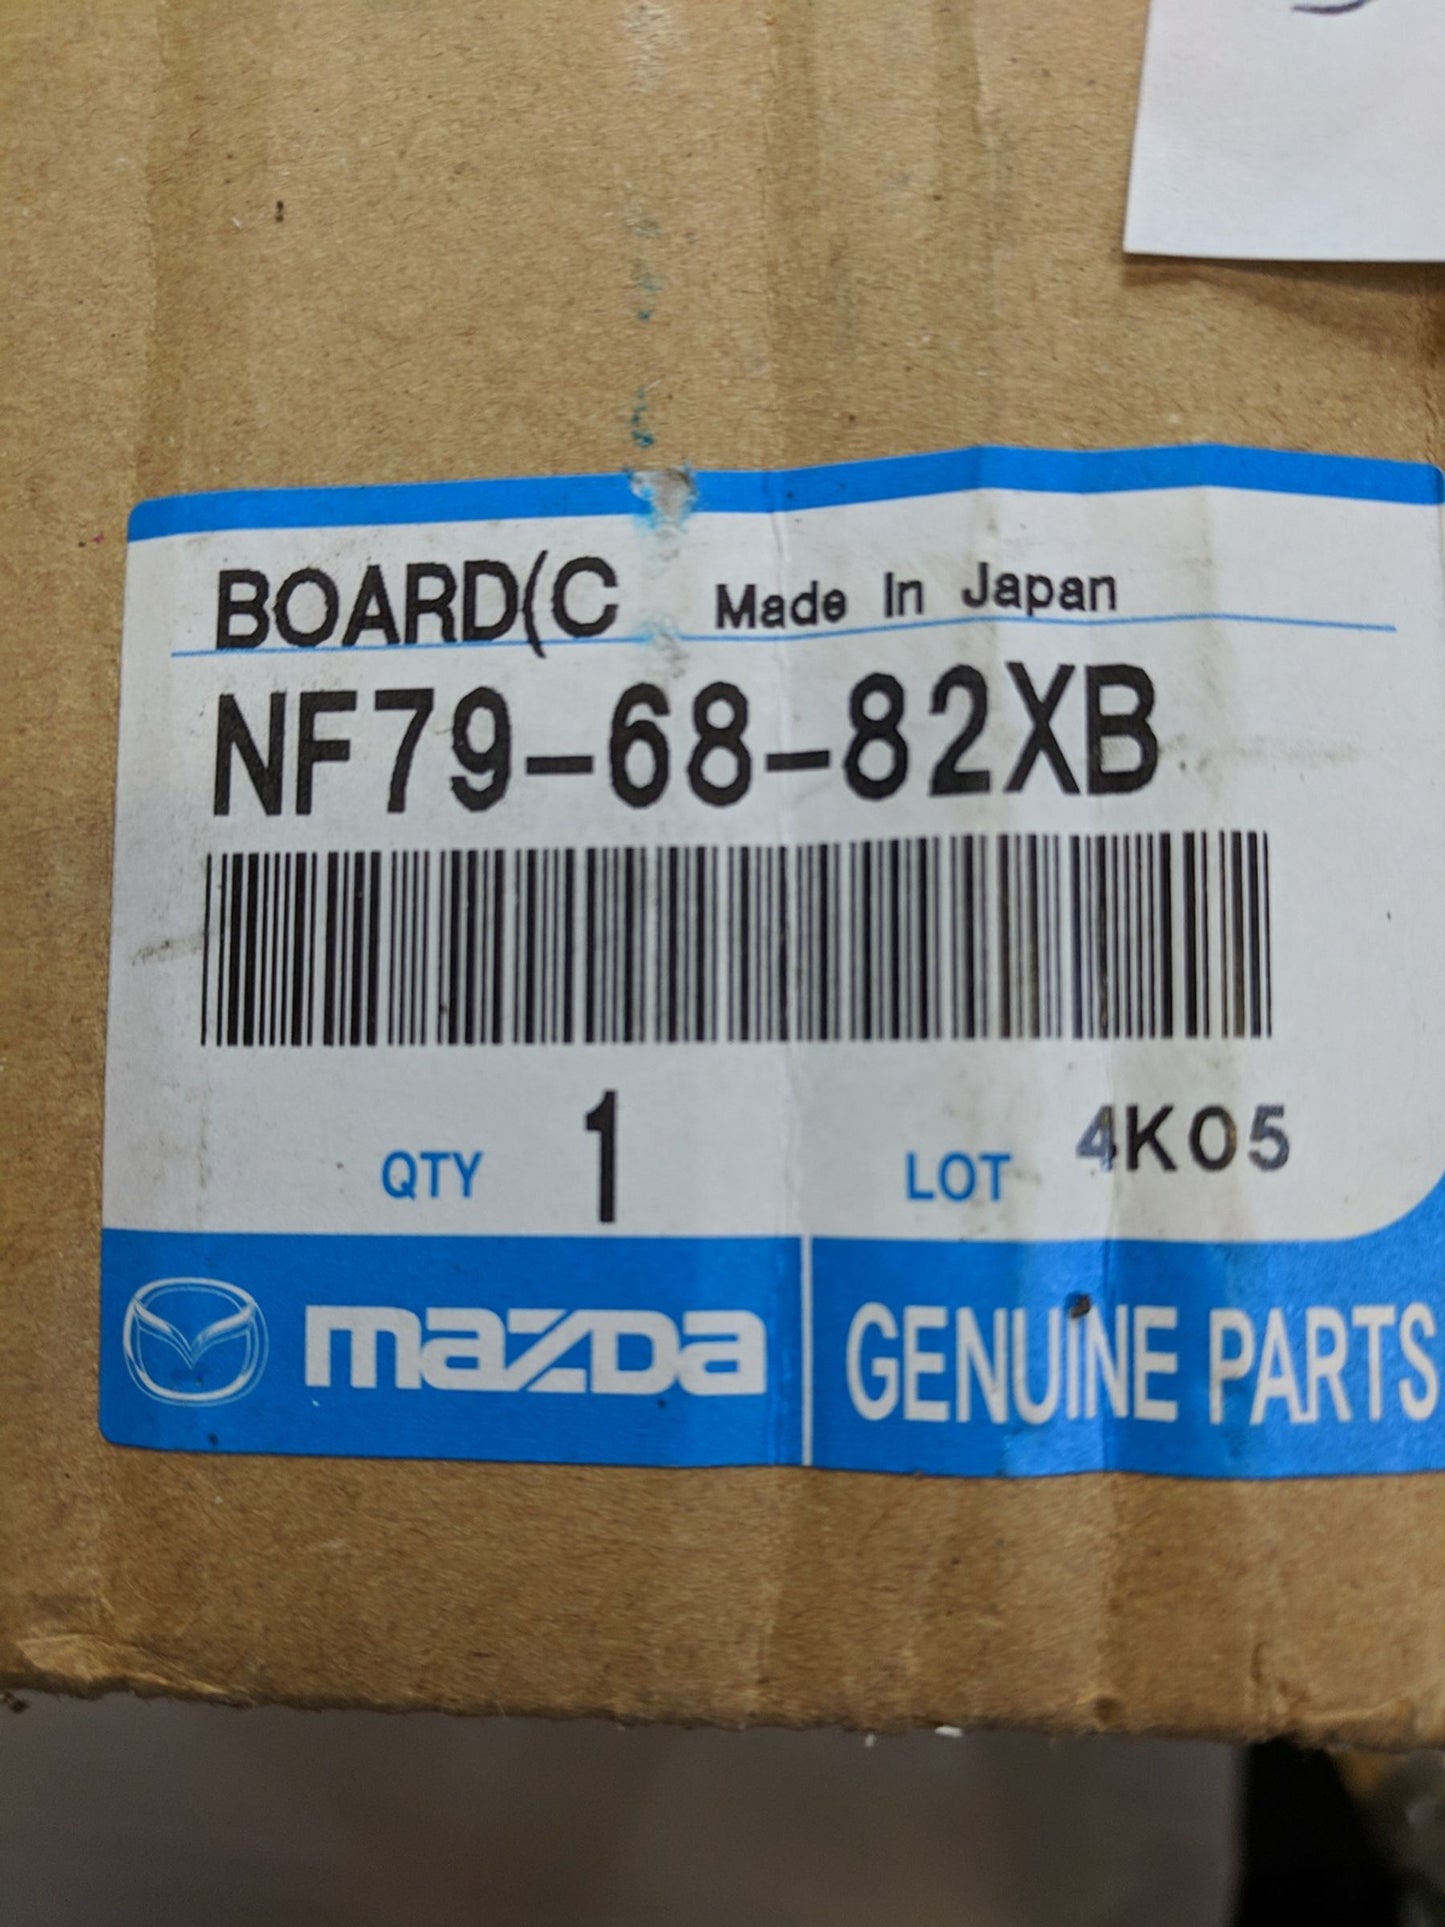 BOARD(C Made In Japan
NF79-68-82XB
QTY 1 LOT 4K05
mazda GENUINE PARTS